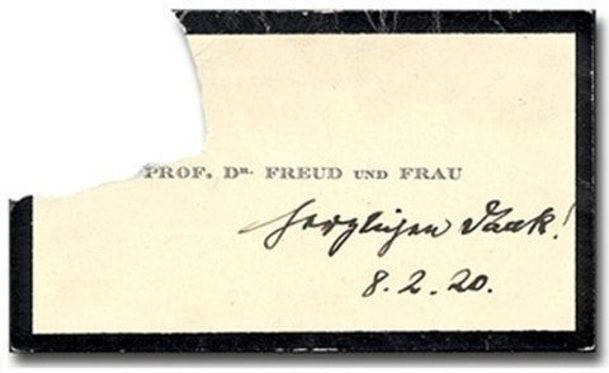 PROF. DR. FREUD UND FRAU
Herzlichen Dank!
8.2.20.